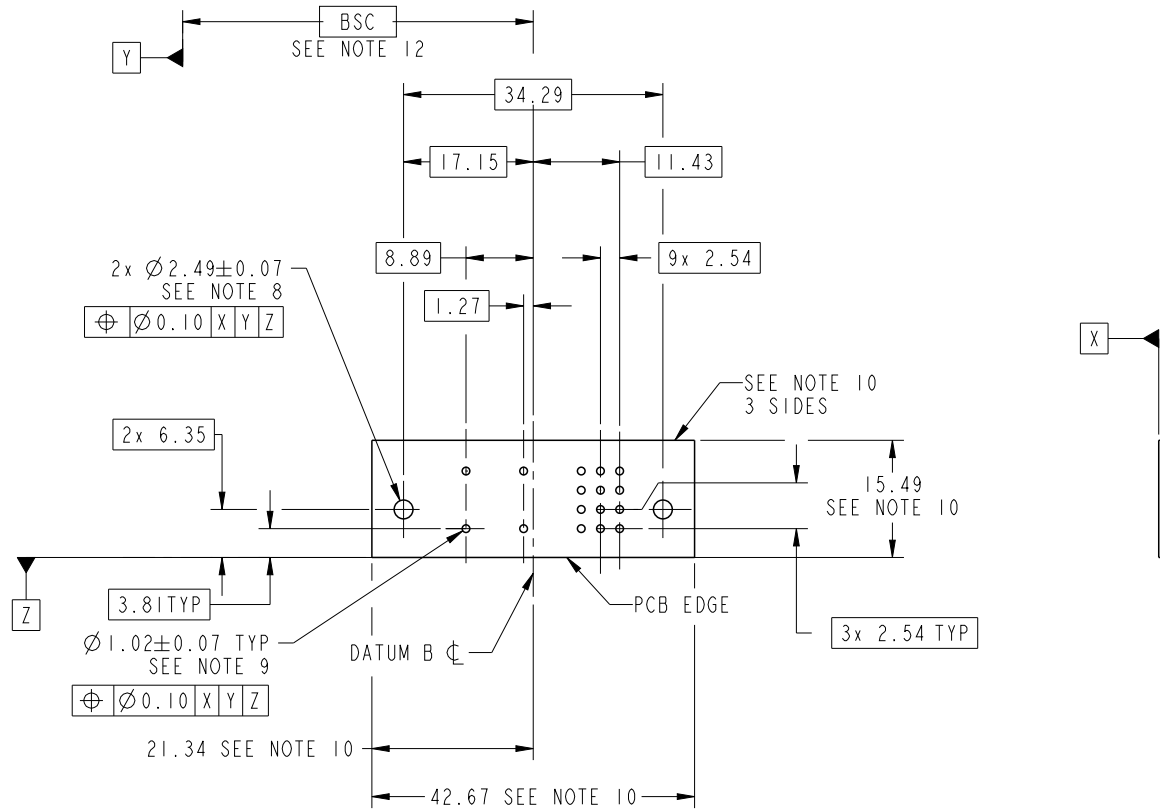 BSC
SEE NOTE 12
Y
34.29
17.15
11.43
8.89
9x 2.54
2x Ø2.49±0.07
SEE NOTE 8
⌖ Ø0.10 X Y Z
1.27
X
SEE NOTE 10
3 SIDES
2x 6.35
15.49
SEE NOTE 10
Z
3.81TYP
PCB EDGE
3x 2.54 TYP
Ø1.02±0.07 TYP
SEE NOTE 9
DATUM B ℄
⌖ Ø0.10 X Y Z
21.34 SEE NOTE 10
42.67 SEE NOTE 10